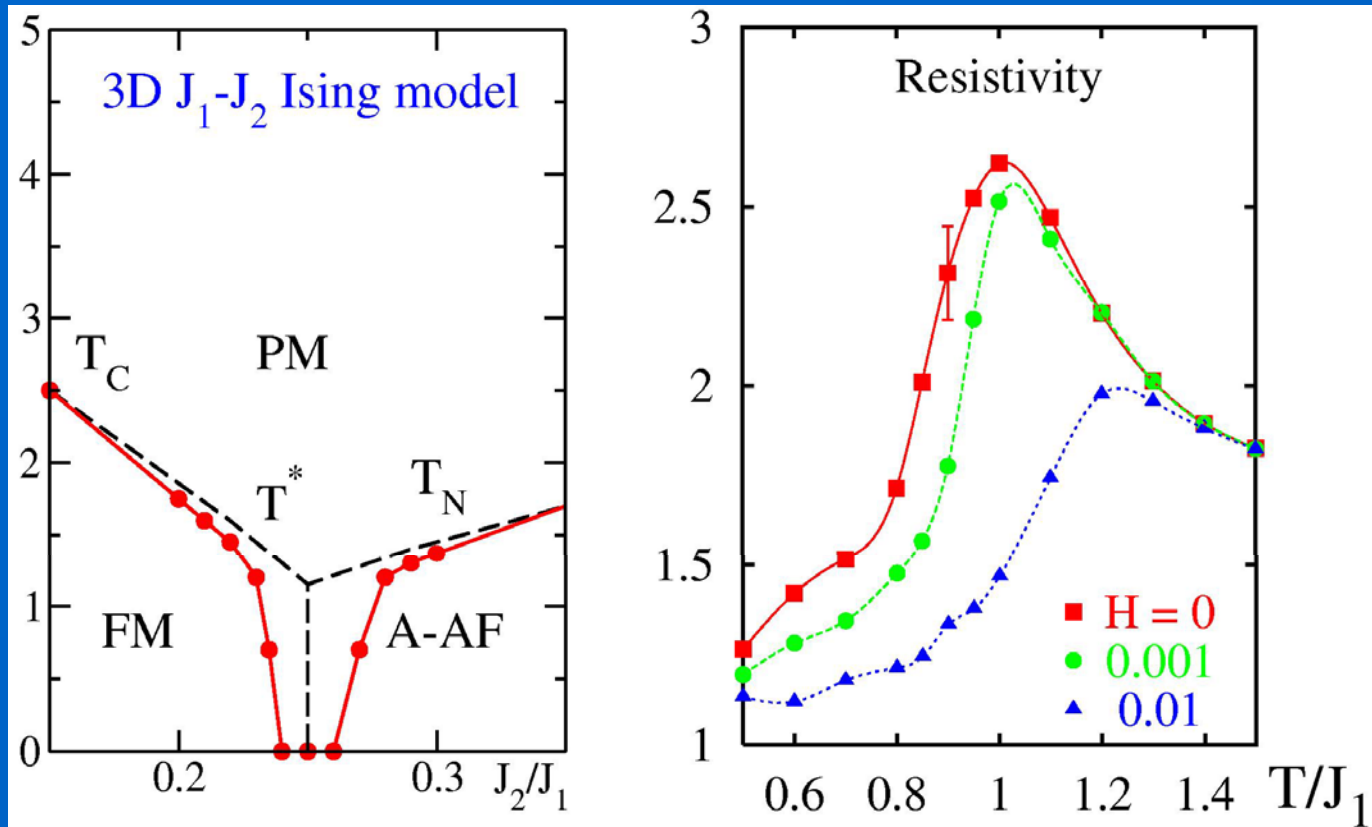 3D J₁-J₂ Ising model
5
4
3
2
1
0
T_C
PM
T*
T_N
FM
A-AF
0.2
0.3
J₂/J₁
Resistivity
3
2.5
2
1.5
1
H = 0
0.001
0.01
0.6
0.8
1
1.2
1.4
T/J₁